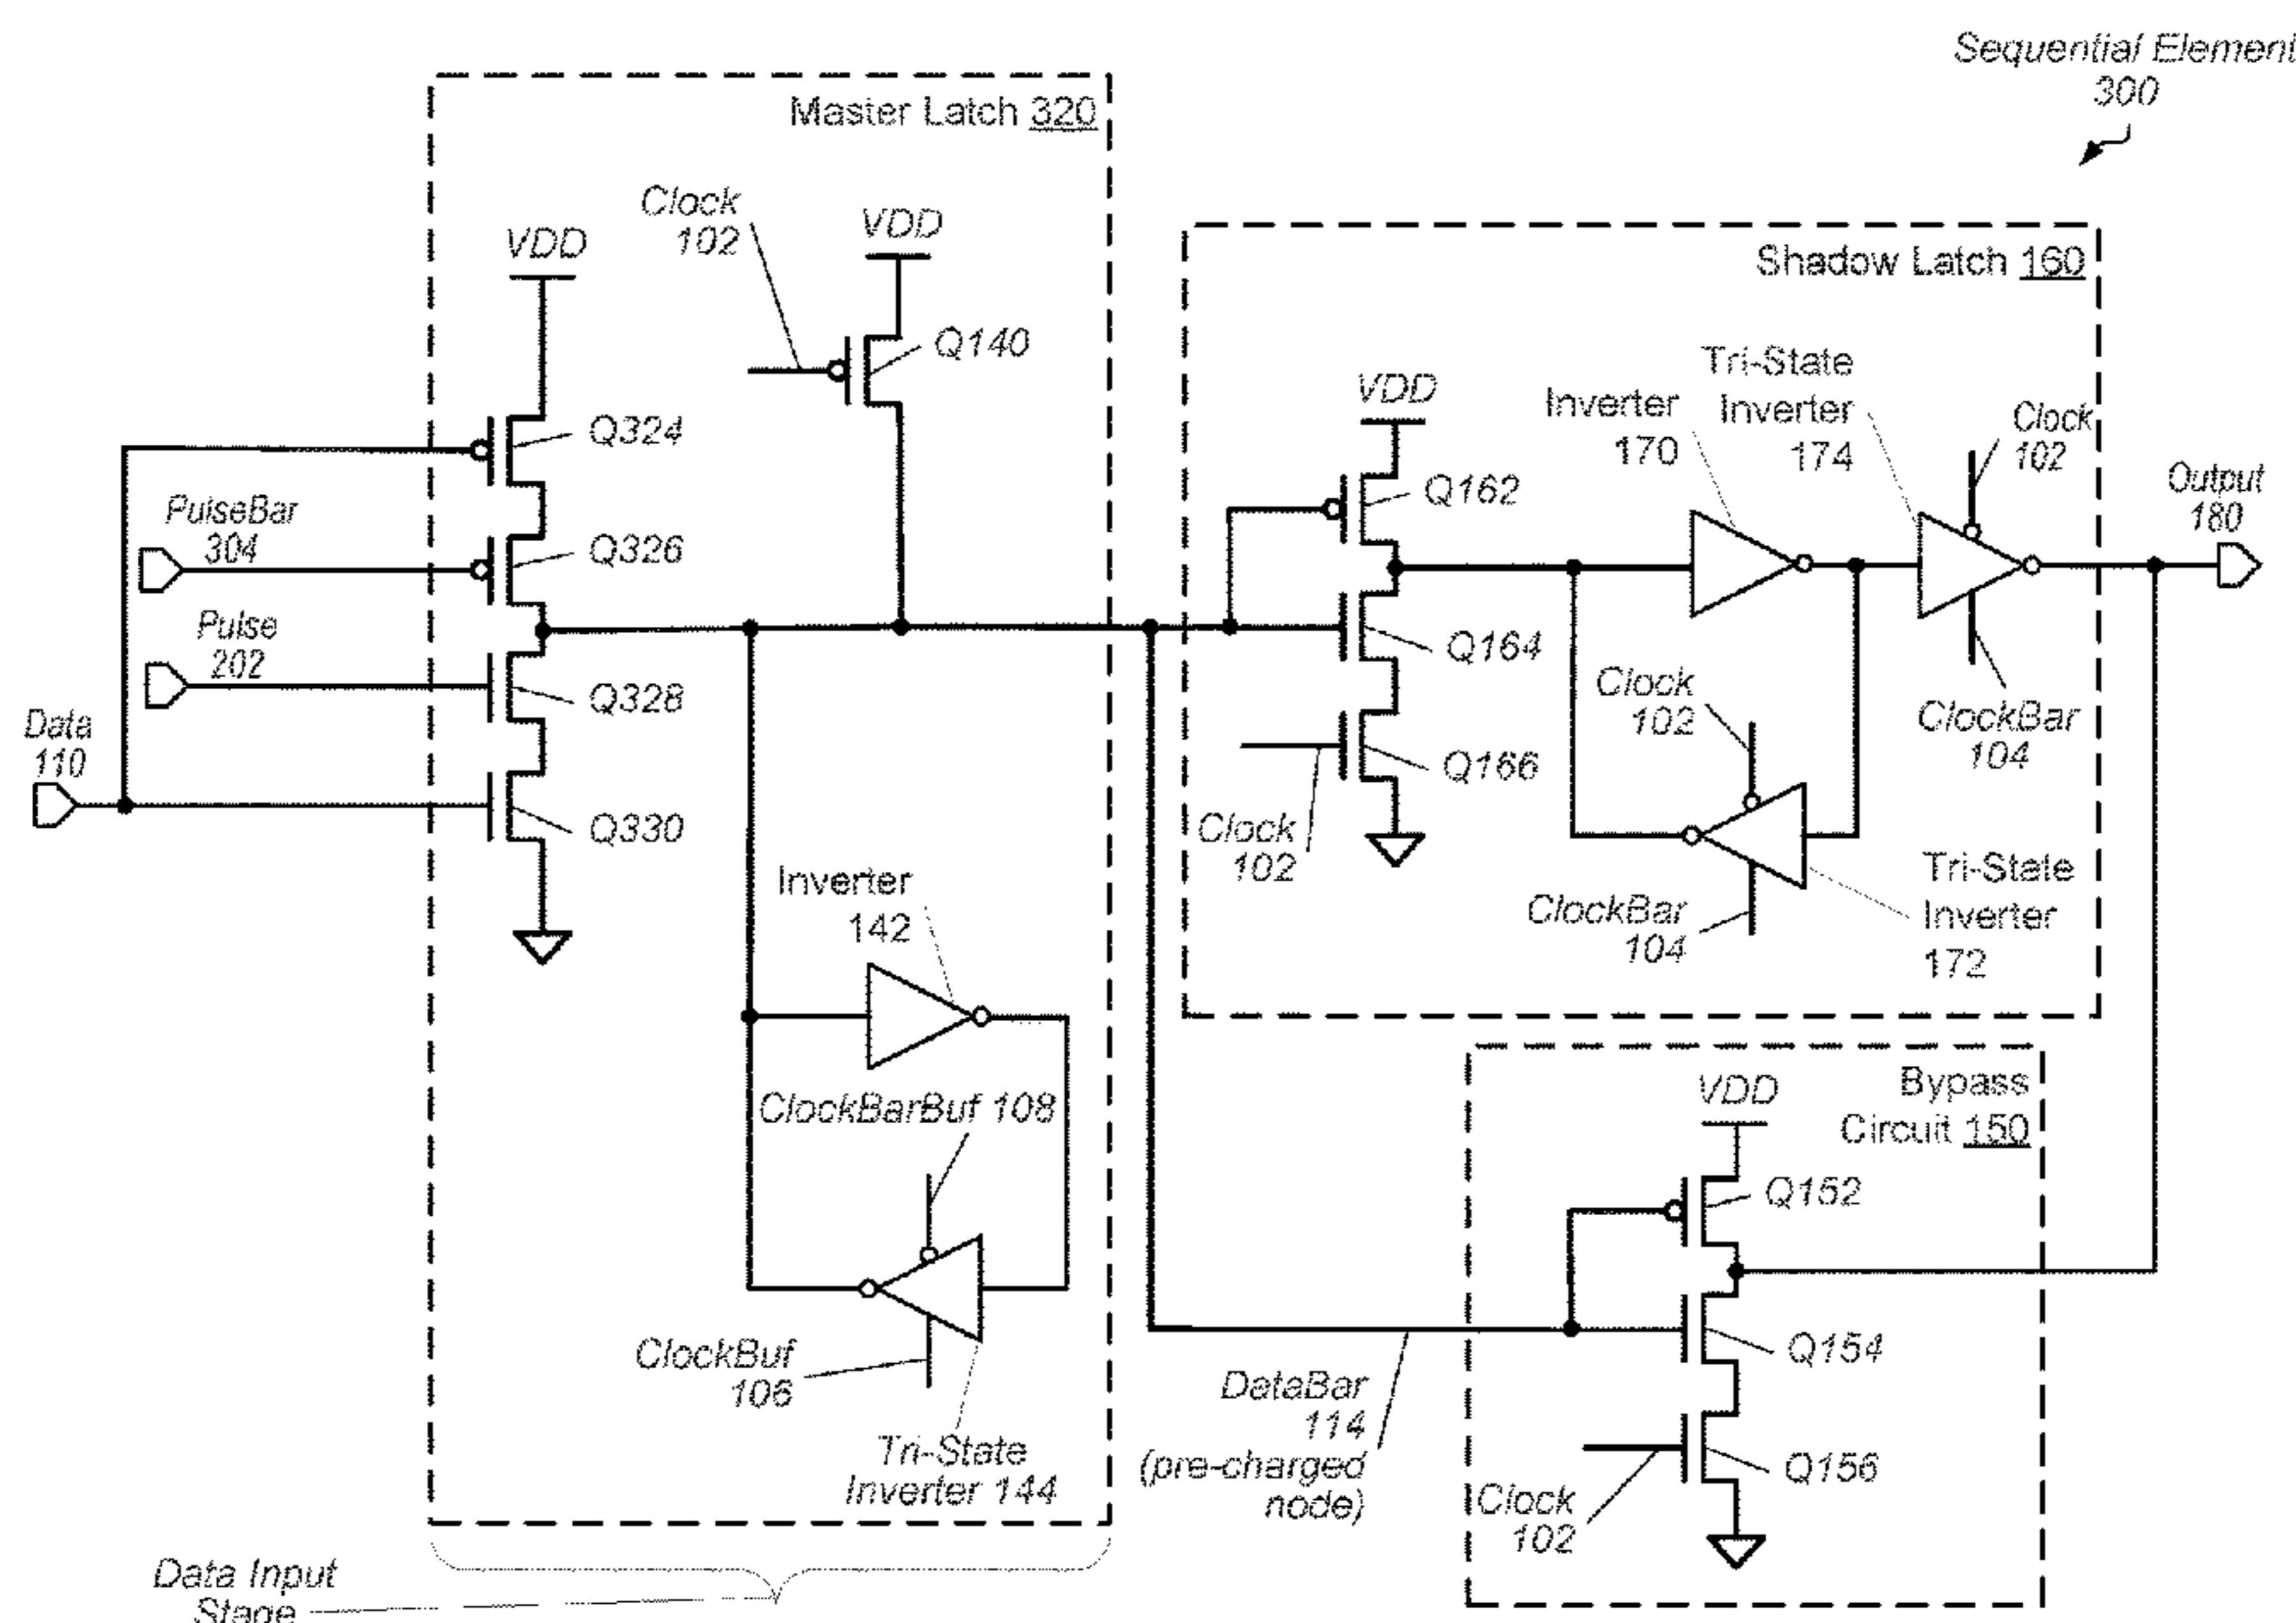 Sequential Element
300
Master Latch 320
Clock
102
VDD
VDD
Q140
Q324
PulseBar
304
Q326
Pulse
202
Q328
Data
110
Q330
Inverter
142
ClockBarBuf 108
ClockBuf
106
Tri-State
Inverter 144
Data Input
Stage
Shadow Latch 160
VDD
Q162
Q164
Q166
Clock
102
Inverter
170
Tri-State
Inverter
174
Clock
102
ClockBar
104
Clock
102
ClockBar
104
Tri-State
Inverter
172
Output
180
Bypass
Circuit 150
VDD
Q152
Q154
Q156
Clock
102
DataBar
114
(pre-charged
node)